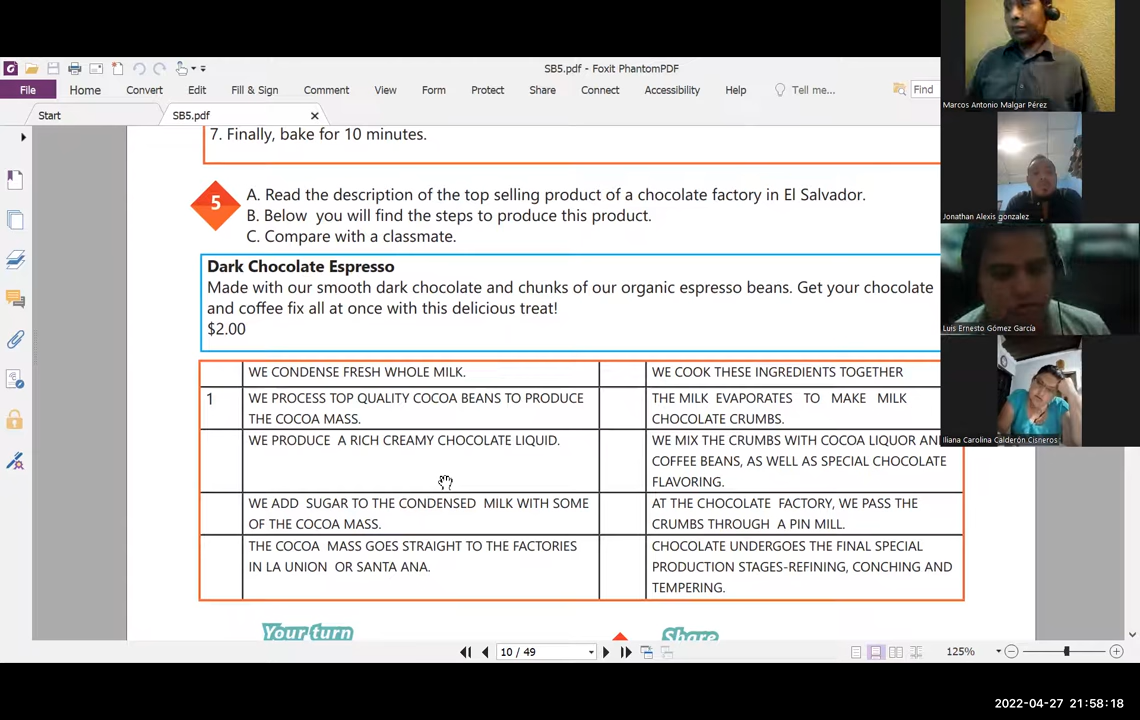 SB5.pdf - Foxit PhantomPDF
File Home Convert Edit Fill & Sign Comment View Form Protect Share Connect Accessibility Help Tell me... Find
Start SB5.pdf
7. Finally, bake for 10 minutes.
5
A. Read the description of the top selling product of a chocolate factory in El Salvador.
B. Below you will find the steps to produce this product.
C. Compare with a classmate.
Dark Chocolate Espresso
Made with our smooth dark chocolate and chunks of our organic espresso beans. Get your chocolate
and coffee fix all at once with this delicious treat!
$2.00
WE CONDENSE FRESH WHOLE MILK.
1 WE PROCESS TOP QUALITY COCOA BEANS TO PRODUCE
THE COCOA MASS.
WE PRODUCE A RICH CREAMY CHOCOLATE LIQUID.
WE ADD SUGAR TO THE CONDENSED MILK WITH SOME
OF THE COCOA MASS.
THE COCOA MASS GOES STRAIGHT TO THE FACTORIES
IN LA UNION OR SANTA ANA.
WE COOK THESE INGREDIENTS TOGETHER
THE MILK EVAPORATES TO MAKE MILK
CHOCOLATE CRUMBS.
WE MIX THE CRUMBS WITH COCOA LIQUOR AND
COFFEE BEANS, AS WELL AS SPECIAL CHOCOLATE
FLAVORING.
AT THE CHOCOLATE FACTORY, WE PASS THE
CRUMBS THROUGH A PIN MILL.
CHOCOLATE UNDERGOES THE FINAL SPECIAL
PRODUCTION STAGES-REFINING, CONCHING AND
TEMPERING.
Your turn
Share
10 / 49
125%
Marcos Antonio Malgar Pérez
Jonathan Alexis gonzalez
Luis Ernesto Gómez García
Iliana Carolina Calderón Cisneros
2022-04-27 21:58:18